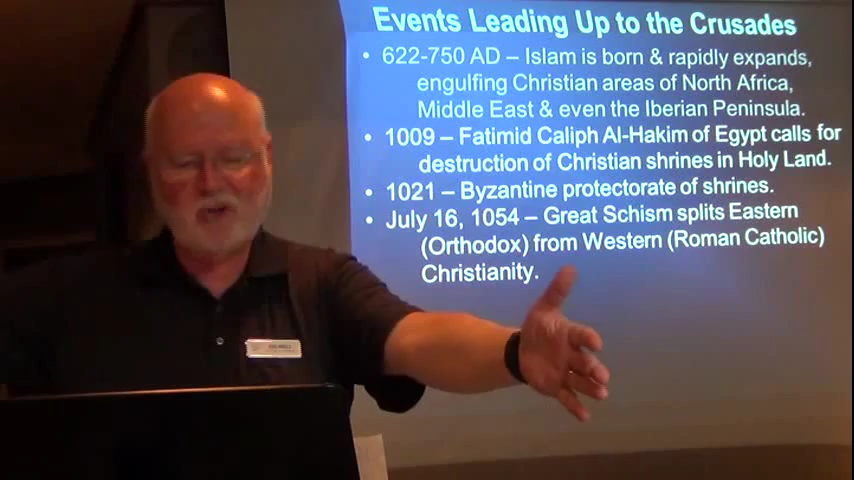 Events Leading Up to the Crusades
• 622-750 AD – Islam is born & rapidly expands,
engulfing Christian areas of North Africa,
Middle East & even the Iberian Peninsula.
• 1009 – Fatimid Caliph Al-Hakim of Egypt calls for
destruction of Christian shrines in Holy Land.
• 1021 – Byzantine protectorate of shrines.
• July 16, 1054 – Great Schism splits Eastern
(Orthodox) from Western (Roman Catholic)
Christianity.